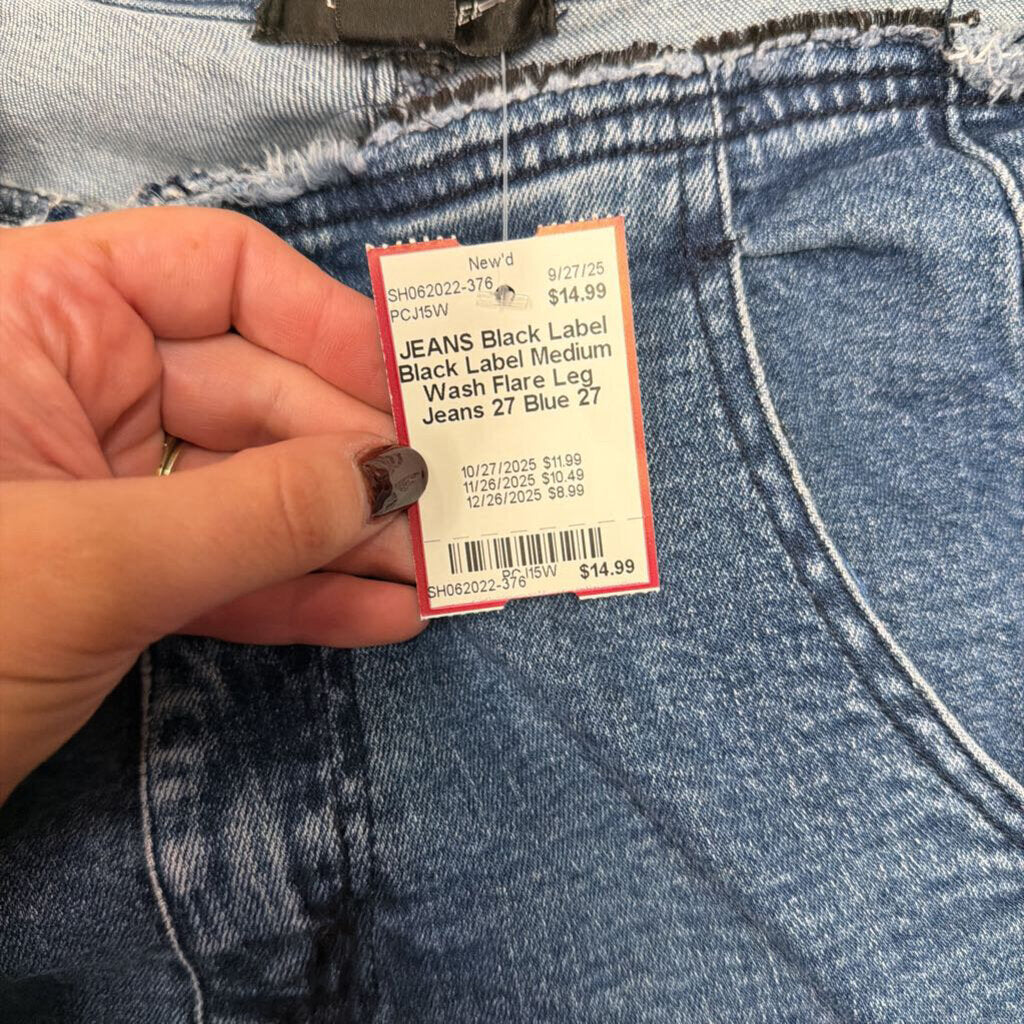 New'd
SH062022-376 9/27/25
PCJ15W $14.99
JEANS Black Label
Black Label Medium
Wash Flare Leg
Jeans 27 Blue 27
10/27/2025 $11.99
11/26/2025 $10.49
12/26/2025 $8.99
PCJ15W $14.99
SH062022-376